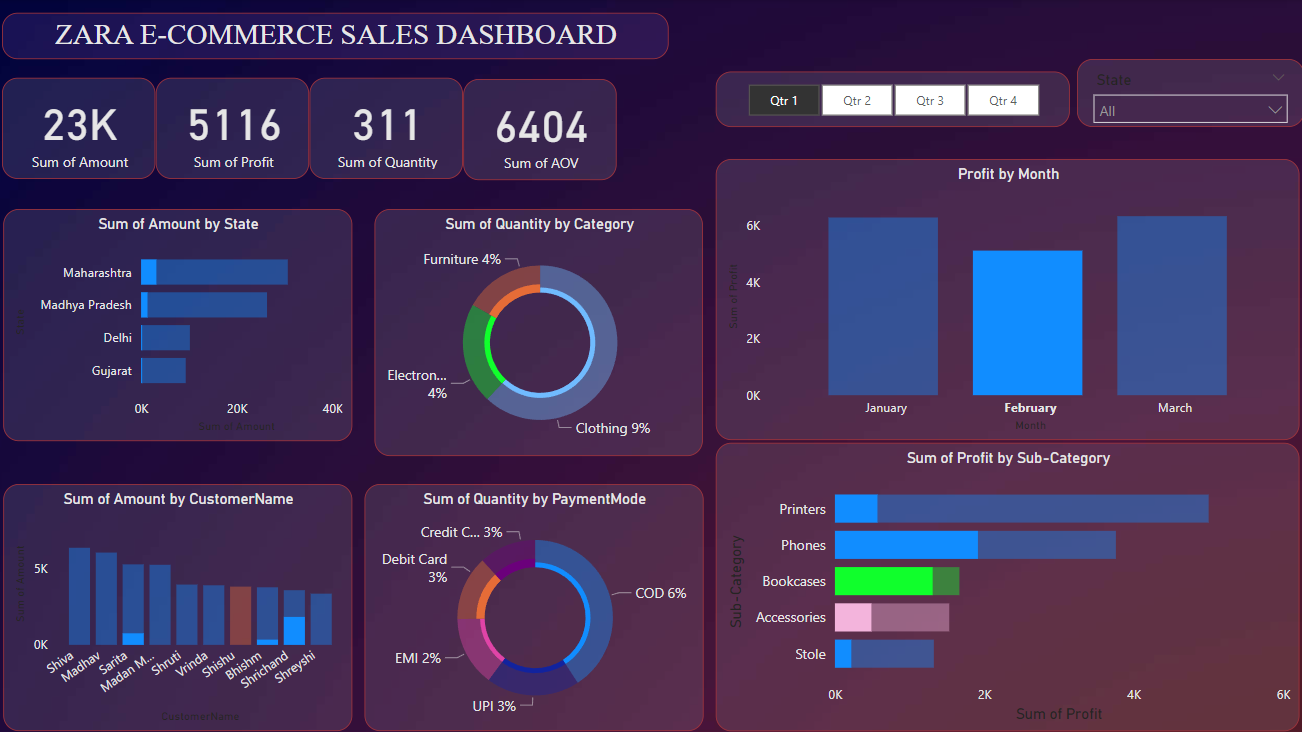 ZARA E-COMMERCE SALES DASHBOARD
23K
Sum of Amount
5116
Sum of Profit
311
Sum of Quantity
6404
Sum of AOV
Qtr 1
Qtr 2
Qtr 3
Qtr 4
State
All
Sum of Amount by State
Maharashtra
Madhya Pradesh
Delhi
Gujarat
0K
20K
40K
Sum of Amount
Sum of Quantity by Category
Furniture 4%
Electron...
4%
Clothing 9%
Profit by Month
Sum of Profit
6K
4K
2K
0K
January
February
March
Month
Sum of Amount by CustomerName
Sum of Amount
5K
0K
Shiva
Madhav
Sarita
Madan M...
Shruti
Vrinda
Shishu
Bhishm
Shrichand
Shreyshi
CustomerName
Sum of Quantity by PaymentMode
Credit C... 3%
Debit Card
3%
COD 6%
EMI 2%
UPI 3%
Sum of Profit by Sub-Category
Sub-Category
Printers
Phones
Bookcases
Accessories
Stole
0K
2K
4K
6K
Sum of Profit